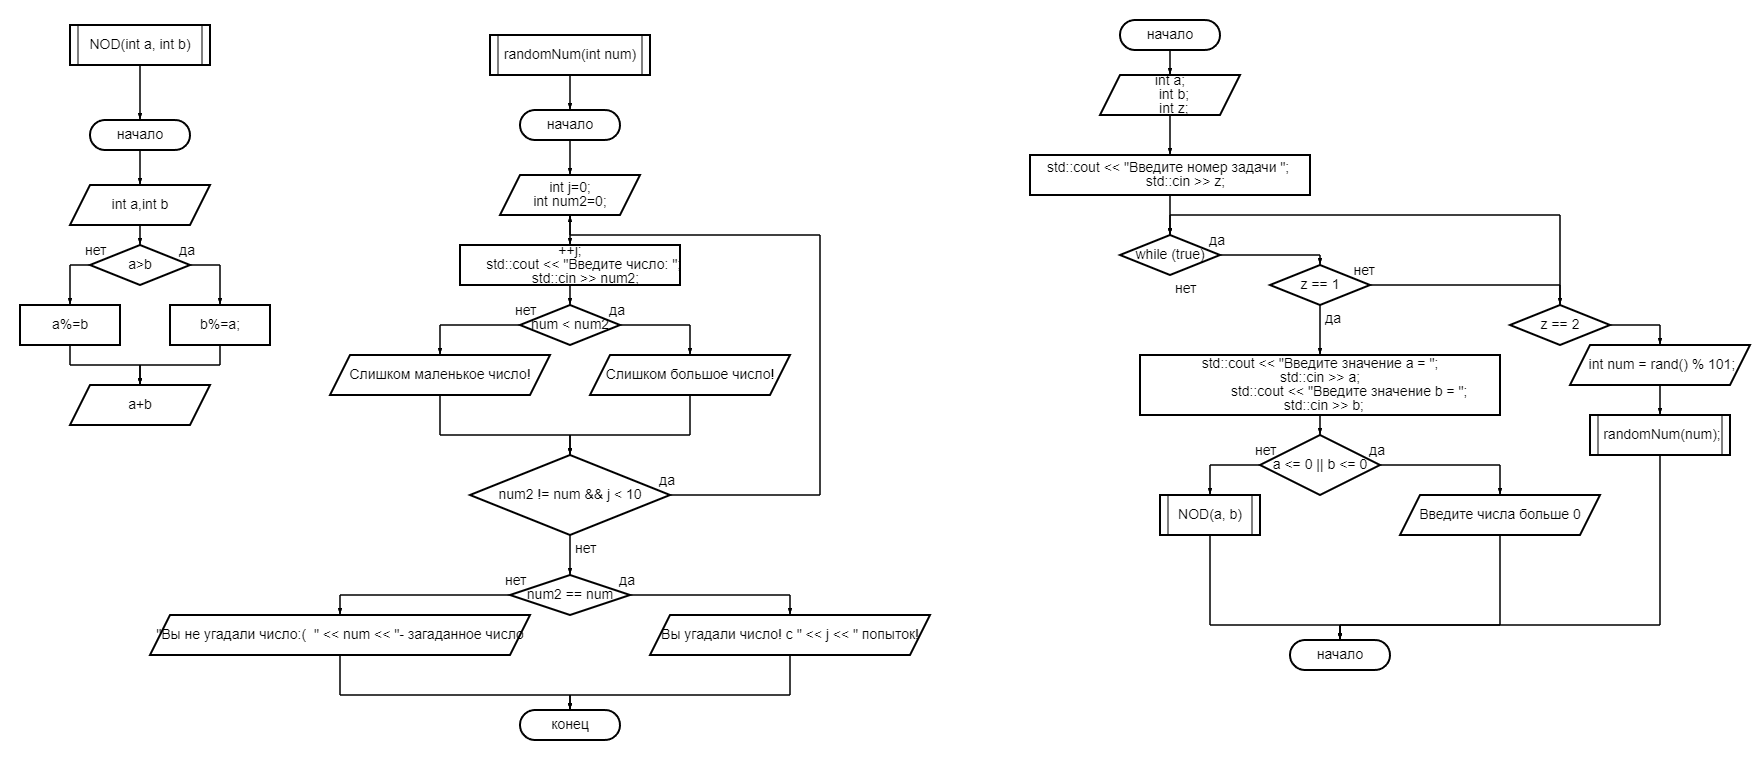 NOD(int a, int b)
начало
int a,int b
нет
да
a>b
a%=b
b%=a;
a+b
randomNum(int num)
начало
int j=0;
int num2=0;
++j;
std::cout << "Введите число: ";
std::cin >> num2;
нет
да
num < num2
Слишком маленькое число!
Слишком большое число!
num2 != num && j < 10
да
нет
нет
да
num2 == num
"Вы не угадали число:(  " << num << "- загаданное число
Вы угадали число! с " << j << " попыток!
конец
начало
int a;
int b;
int z;
std::cout << "Введите номер задачи ";
std::cin >> z;
while (true)
да
нет
z == 1
нет
да
z == 2
int num = rand() % 101;
randomNum(num);
std::cout << "Введите значение a = ";
std::cin >> a;
std::cout << "Введите значение b = ";
std::cin >> b;
нет
да
a <= 0 || b <= 0
NOD(a, b)
Введите числа больше 0
начало